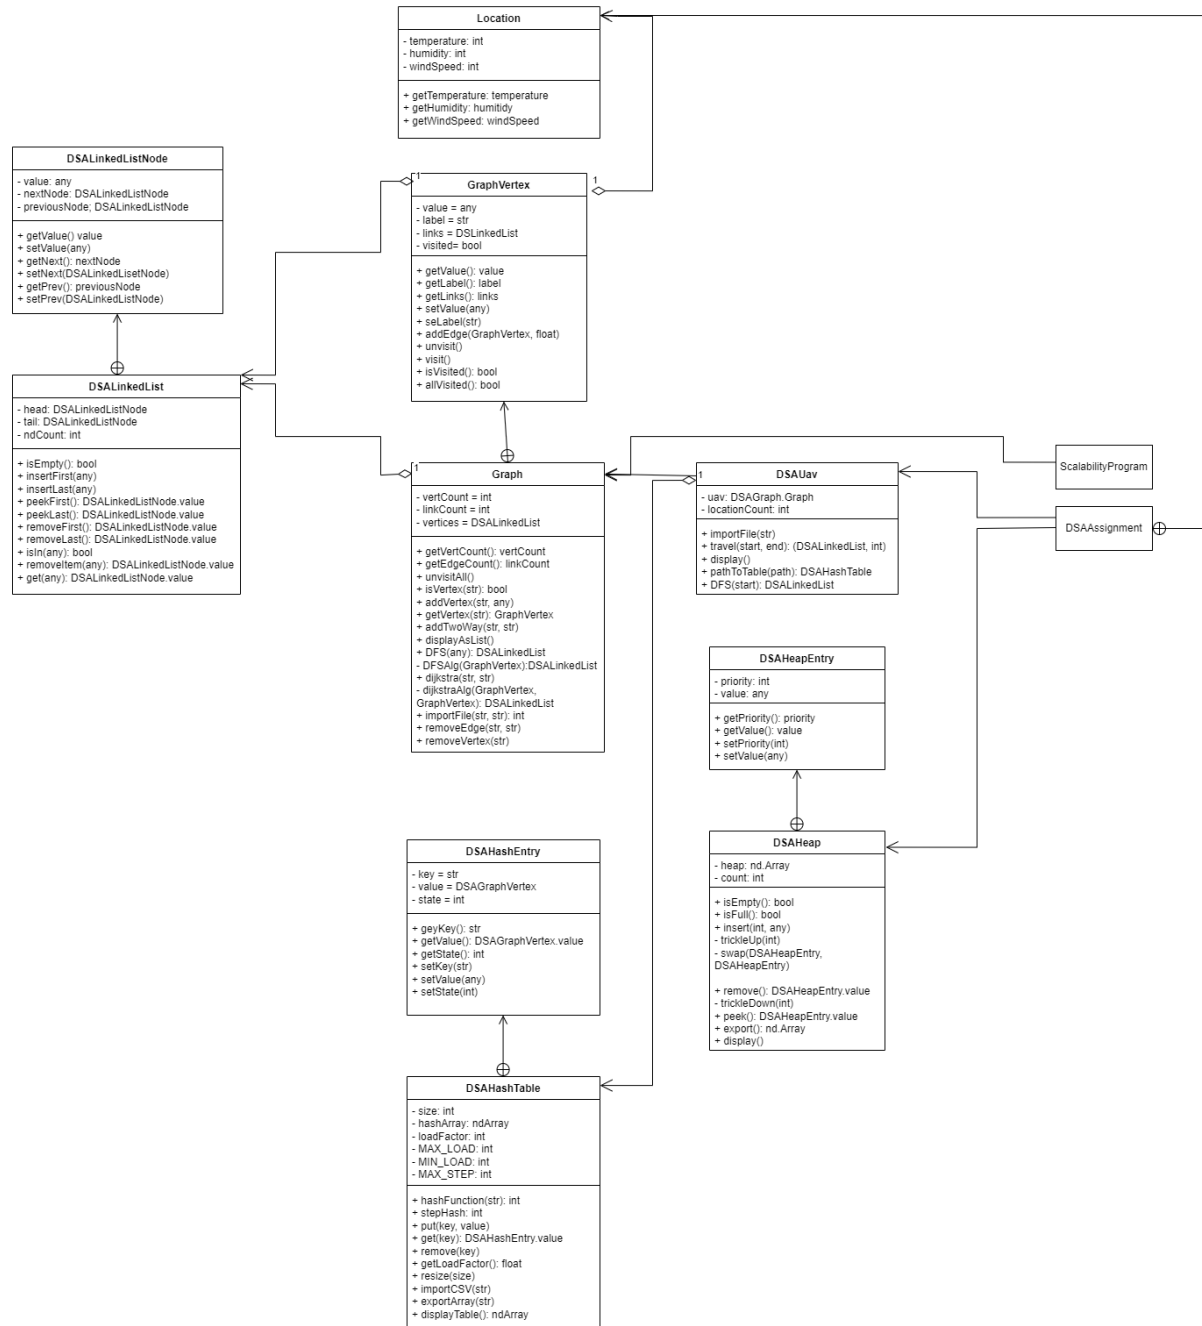 Location
- temperature: int
- humidity: int
- windSpeed: int
+ getTemperature: temperature
+ getHumidity: humitidy
+ getWindSpeed: windSpeed
DSALinkedListNode
- value: any
- nextNode: DSALinkedListNode
- previousNode; DSALinkedListNode
+ getValue() value
+ setValue(any)
+ getNext(): nextNode
+ setNext(DSALinkedLisetNode)
+ getPrev(): previousNode
+ setPrev(DSALinkedListNode)
1
GraphVertex
1
- value = any
- label = str
- links = DSLinkedList
- visited= bool
+ getValue(): value
+ getLabel(): label
+ getLinks(): links
+ setValue(any)
+ seLabel(str)
+ addEdge(GraphVertex, float)
+ unvisit()
+ visit()
+ isVisited(): bool
+ allVisited(): bool
DSALinkedList
- head: DSALinkedListNode
- tail: DSALinkedListNode
- ndCount: int
+ isEmpty(): bool
+ insertFirst(any)
+ insertLast(any)
+ peekFirst(): DSALinkedListNode.value
+ peekLast(): DSALinkedListNode.value
+ removeFirst(): DSALinkedListNode.value
+ removeLast(): DSALinkedListNode.value
+ isIn(any): bool
+ removeItem(any): DSALinkedListNode.value
+ get(any): DSALinkedListNode.value
1
Graph
- vertCount = int
- linkCount = int
- vertices = DSALinkedList
+ getVertCount(): vertCount
+ getEdgeCount(): linkCount
+ unvisitAll()
+ isVertex(str): bool
+ addVertex(str, any)
+ getVertex(str): GraphVertex
+ addTwoWay(str, str)
+ displayAsList()
+ DFS(any): DSALinkedList
- DFSAlg(GraphVertex):DSALinkedList
+ dijkstra(str, str)
- dijkstraAlg(GraphVertex,
GraphVertex): DSALinkedList
+ importFile(str, str): int
+ removeEdge(str, str)
+ removeVertex(str)
1
DSAUav
- uav: DSAGraph.Graph
- locationCount: int
+ importFile(str)
+ travel(start, end): (DSALinkedList, int)
+ display()
+ pathToTable(path): DSAHashTable
+ DFS(start): DSALinkedList
ScalabilityProgram
DSAAssignment
DSAHeapEntry
- priority: int
- value: any
+ getPriority(): priority
+ getValue(): value
+ setPriority(int)
+ setValue(any)
DSAHeap
- heap: nd.Array
- count: int
+ isEmpty(): bool
+ isFull(): bool
+ insert(int, any)
- trickleUp(int)
- swap(DSAHeapEntry,
DSAHeapEntry)
+ remove(): DSAHeapEntry.value
- trickleDown(int)
+ peek(): DSAHeapEntry.value
+ export(): nd.Array
+ display()
DSAHashEntry
- key = str
- value = DSAGraphVertex
- state = int
+ geyKey(): str
+ getValue(): DSAGraphVertex.value
+ getState(): int
+ setKey(str)
+ setValue(any)
+ setState(int)
DSAHashTable
- size: int
- hashArray: ndArray
- loadFactor: int
- MAX_LOAD: int
- MIN_LOAD: int
- MAX_STEP: int
+ hashFunction(str): int
+ stepHash: int
+ put(key, value)
+ get(key): DSAHashEntry.value
+ remove(key)
+ getLoadFactor(): float
+ resize(size)
+ importCSV(str)
+ exportArray(str)
+ displayTable(): ndArray